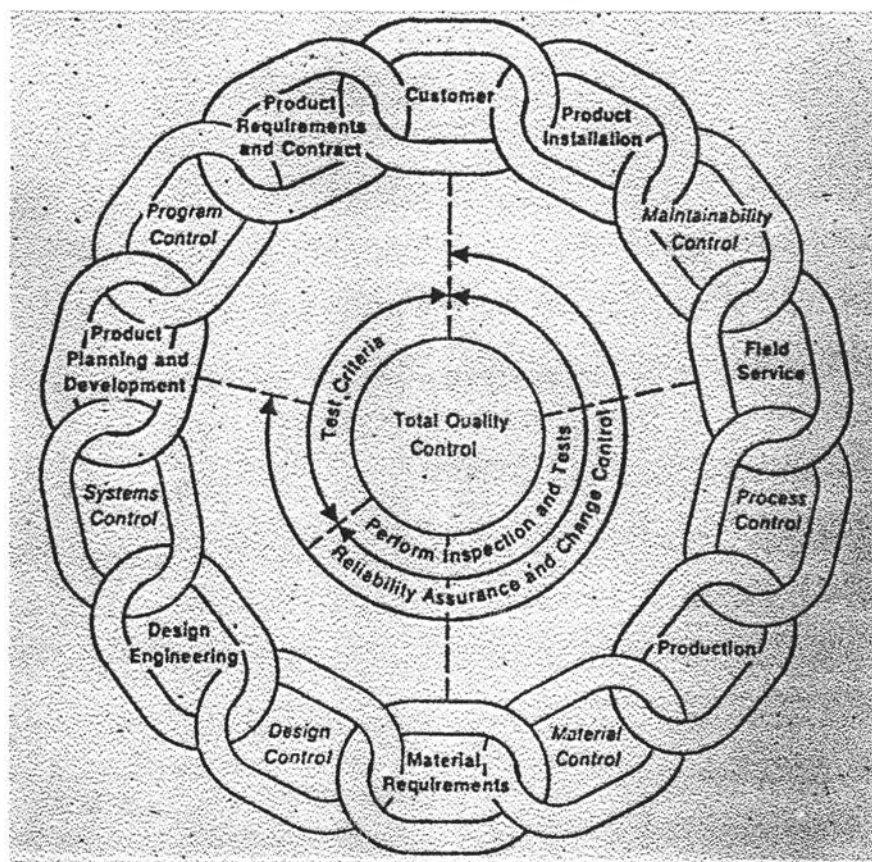 Customer
Product
Installation
Maintainability
Control
Field
Service
Process
Control
Production
Material
Control
Material
Requirements
Design
Control
Design
Engineering
Systems
Control
Product
Planning and
Development
Program
Control
Product
Requirements
and Contract
Test Criteria
Total Quality
Control
Perform Inspection and Tests
Reliability Assurance and Change Control